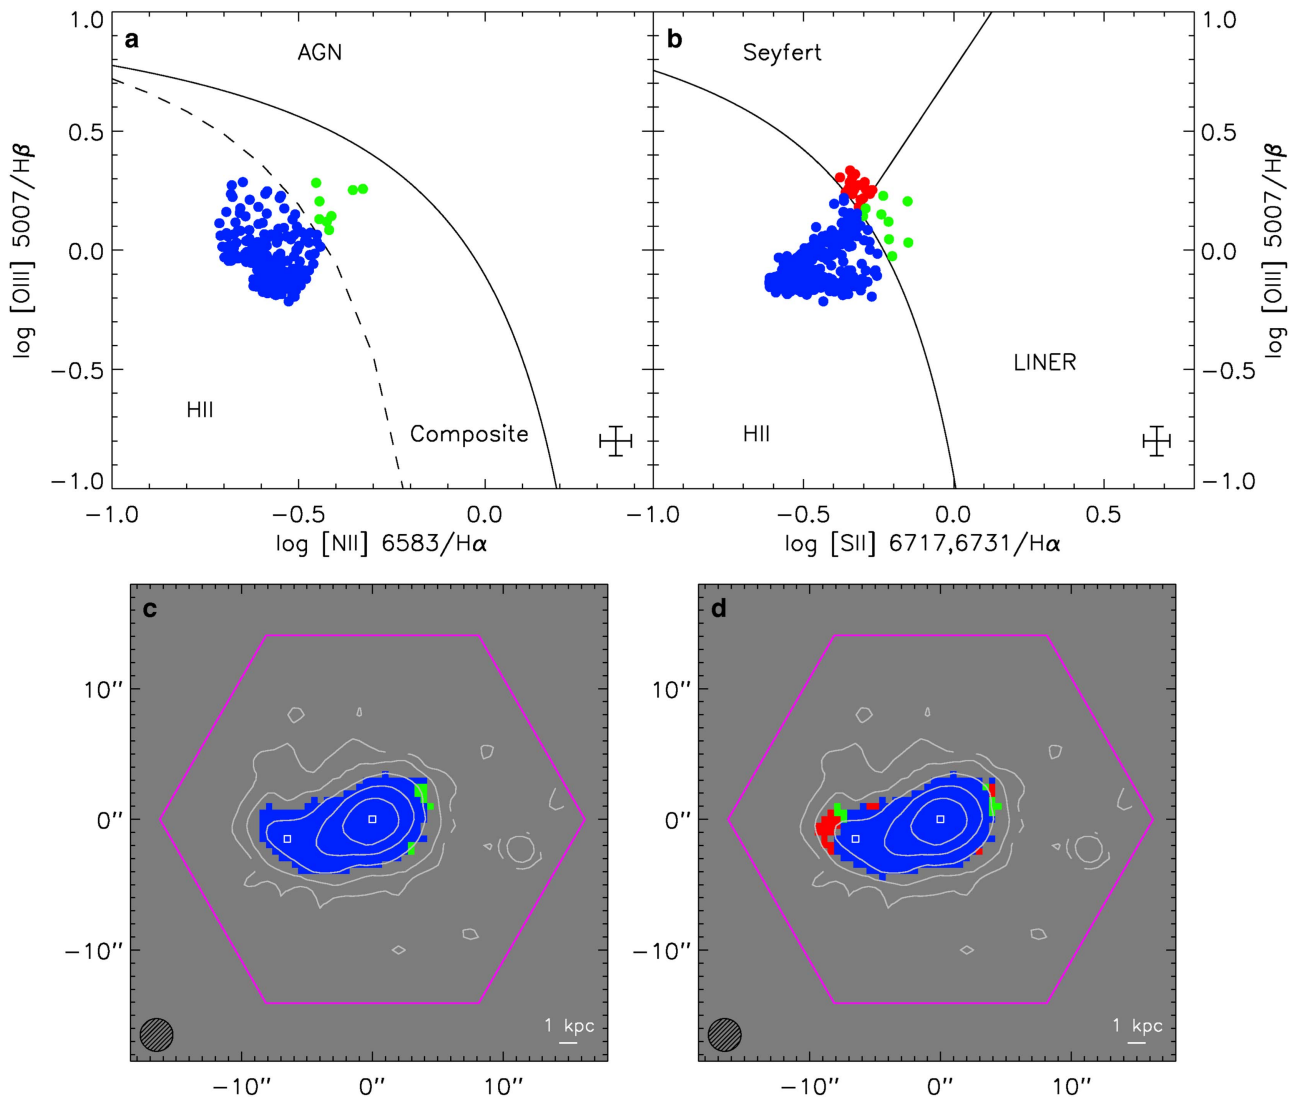 a
AGN
1.0
0.5
0.0
−0.5
−1.0
log [OIII] 5007/Hβ
HII
Composite
−1.0
−0.5
0.0
log [NII] 6583/Hα
b
Seyfert
LINER
HII
1.0
0.5
0.0
−0.5
−1.0
log [OIII] 5007/Hβ
−1.0
−0.5
0.0
0.5
log [SII] 6717,6731/Hα
c
10′′
0′′
−10′′
1 kpc
−10′′
0′′
10′′
d
10′′
0′′
−10′′
1 kpc
−10′′
0′′
10′′